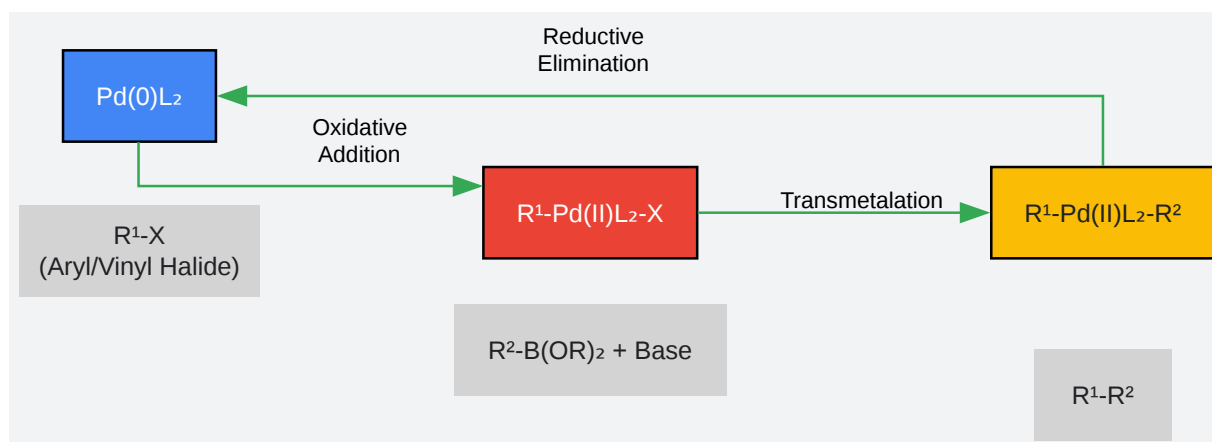 Reductive
Elimination
Pd(0)L₂
Oxidative
Addition
R¹-Pd(II)L₂-X
Transmetalation
R¹-Pd(II)L₂-R²
R¹-X
(Aryl/Vinyl Halide)
R²-B(OR)₂ + Base
R¹-R²